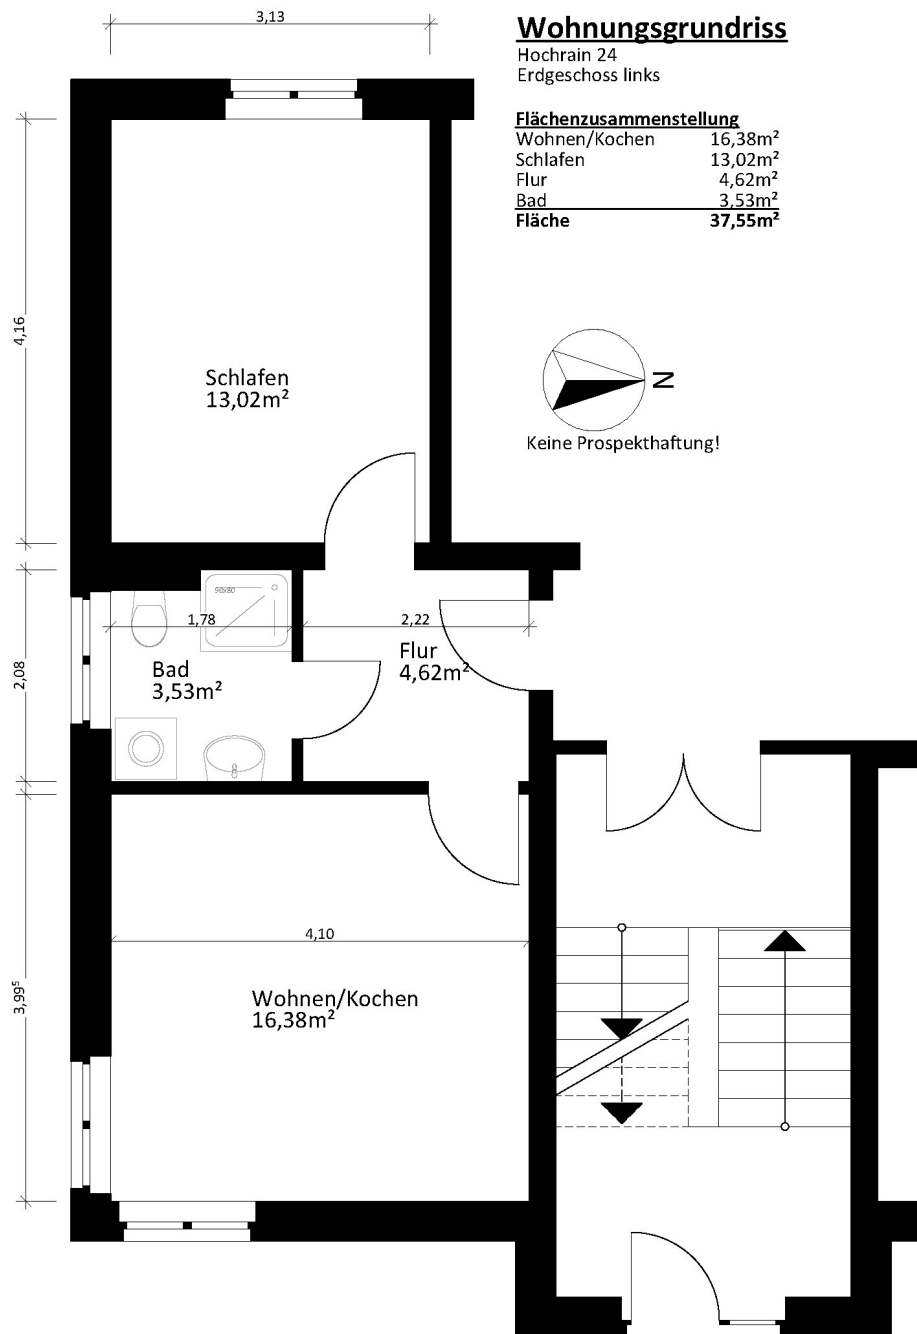 3,13
Wohnungsgrundriss
Hochrain 24
Erdgeschoss links
Flächenzusammenstellung
Wohnen/Kochen 16,38m²
Schlafen 13,02m²
Flur 4,62m²
Bad 3,53m²
Fläche 37,55m²
4,16
N
Keine Prospekthaftung!
Schlafen
13,02m²
90x80
1,78
2,22
2,08
Flur
4,62m²
Bad
3,53m²
4,10
3,99⁵
Wohnen/Kochen
16,38m²